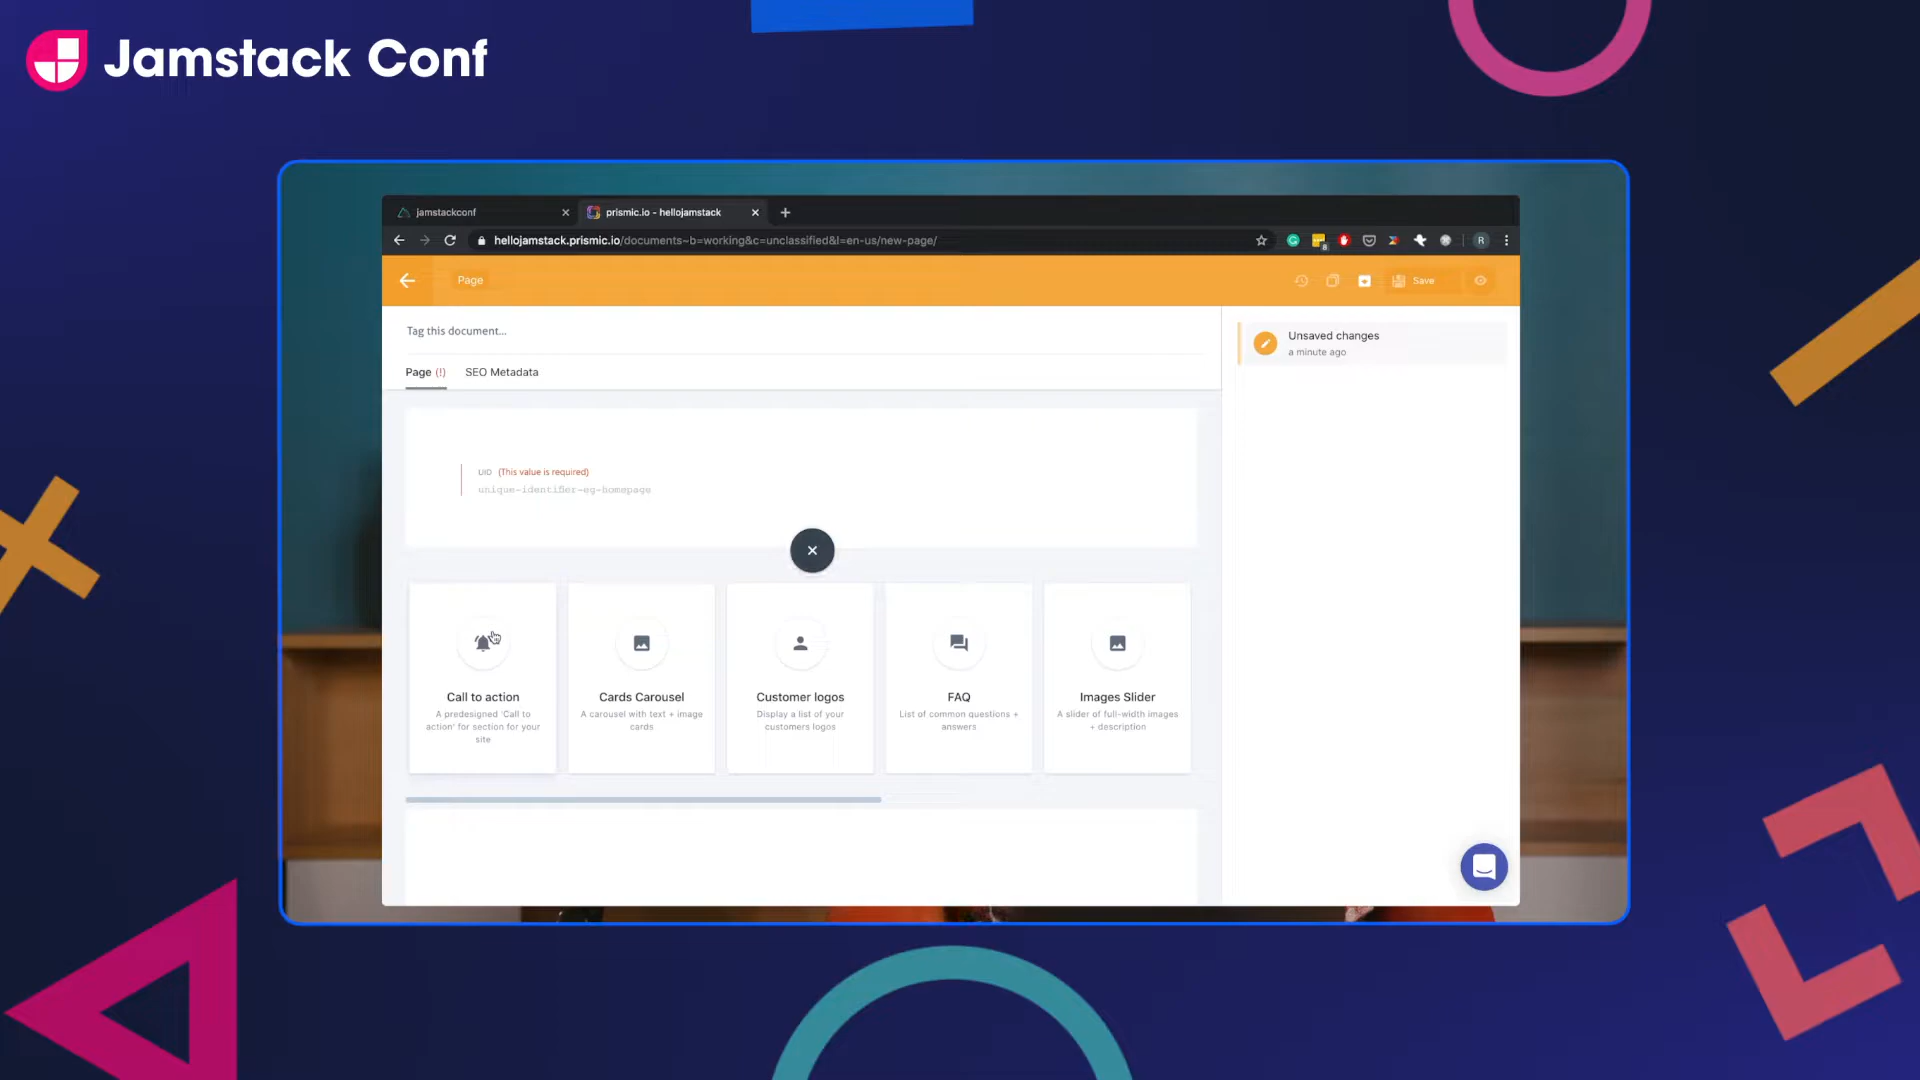 Jamstack Conf
jamstackconf
prismic.io - hellojamstack
hellojamstack.prismic.io/documents~b=working&c=unclassified&l=en-us/new-page/
R
Page
Save
Tag this document...
Unsaved changes
a minute ago
Page (!)
SEO Metadata
UID (This value is required)
unique-identifier-eg-homepage
Call to action
A predesigned 'Call to
action' for section for your
site
Cards Carousel
A carousel with text + image
cards
Customer logos
Display a list of your
customers logos
FAQ
List of common questions +
answers
Images Slider
A slider of full-width images
+ description